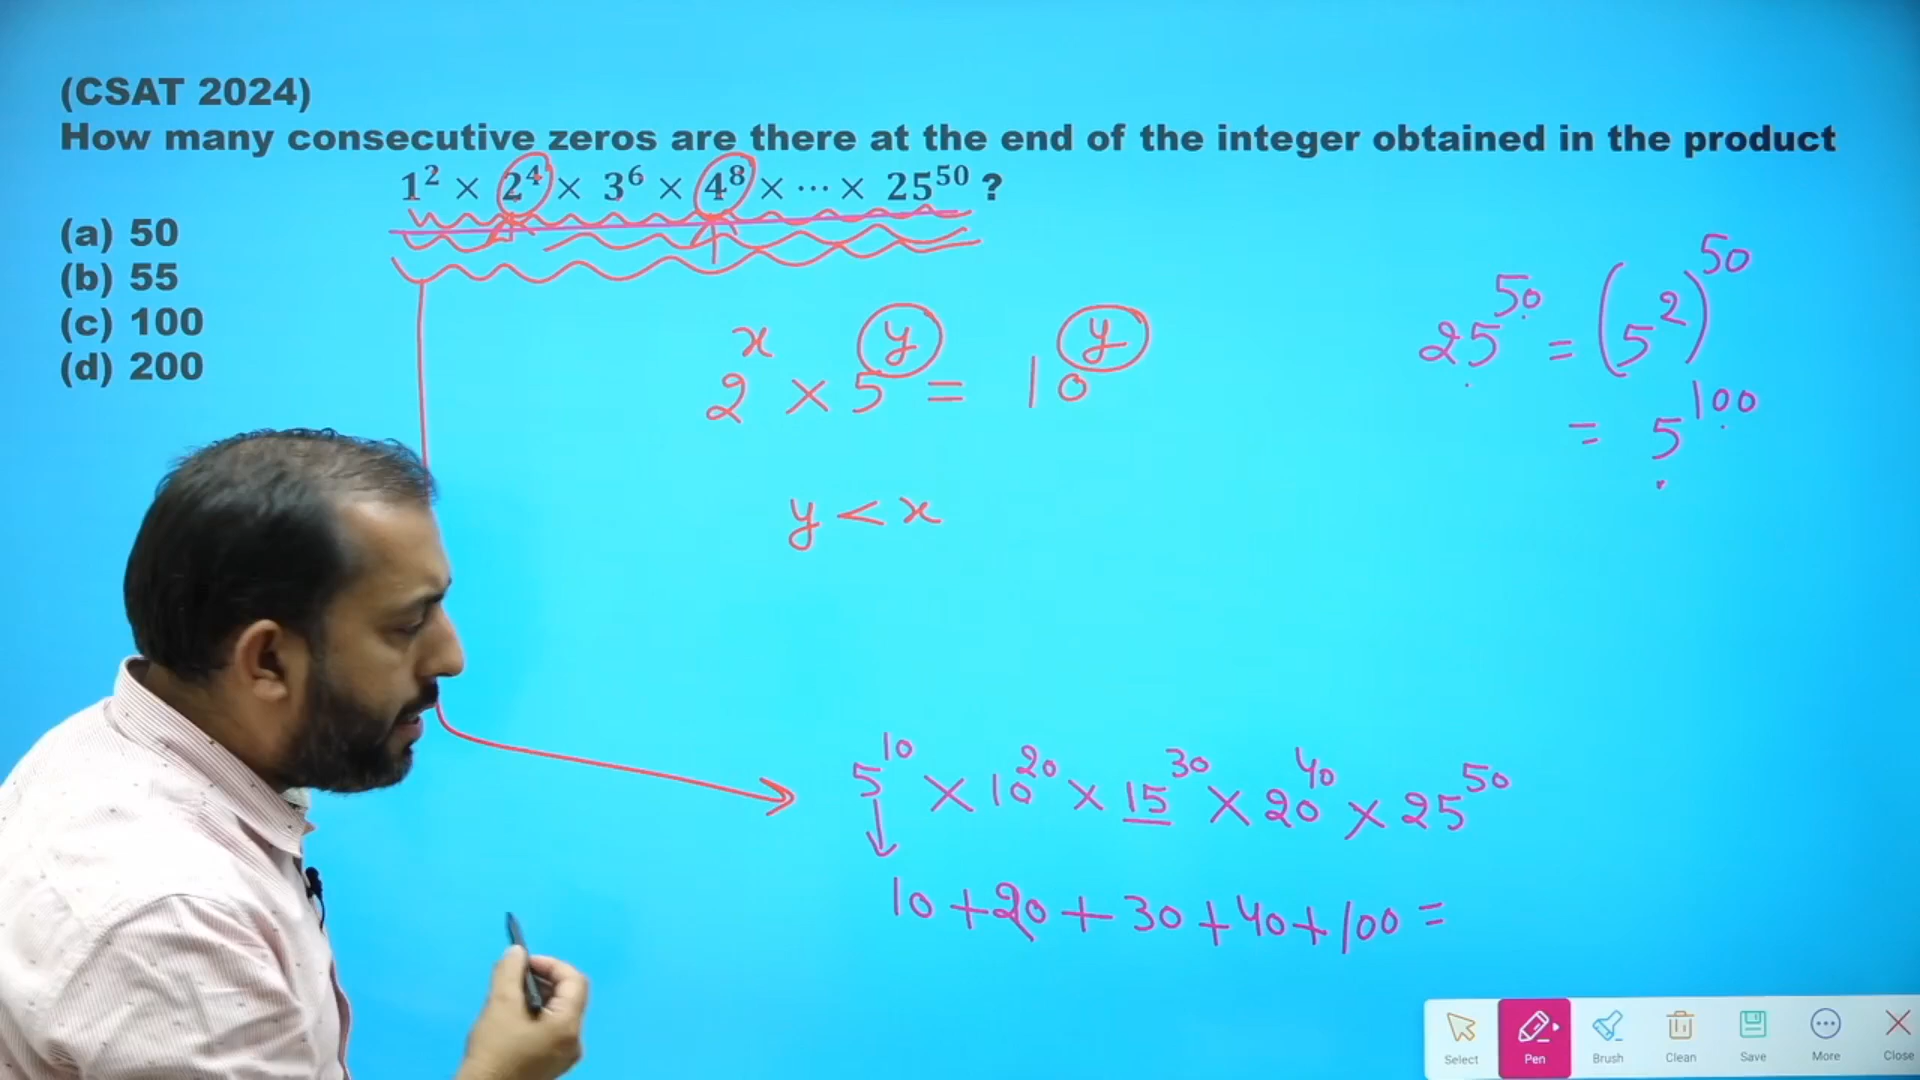 (CSAT 2024)
How many consecutive zeros are there at the end of the integer obtained in the product
1² × 2⁴ × 3⁶ × 4⁸ × ⋯ × 25⁵⁰ ?
(a) 50
(b) 55
(c) 100
(d) 200
2ˣ × 5ʸ = 10ʸ
y < x
25⁵⁰ = (5²)⁵⁰
= 5¹⁰⁰
5¹⁰ × 10²⁰ × 15³⁰ × 20⁴⁰ × 25⁵⁰
10 + 20 + 30 + 40 + 100 =
Select Pen Brush Clean Save More Close